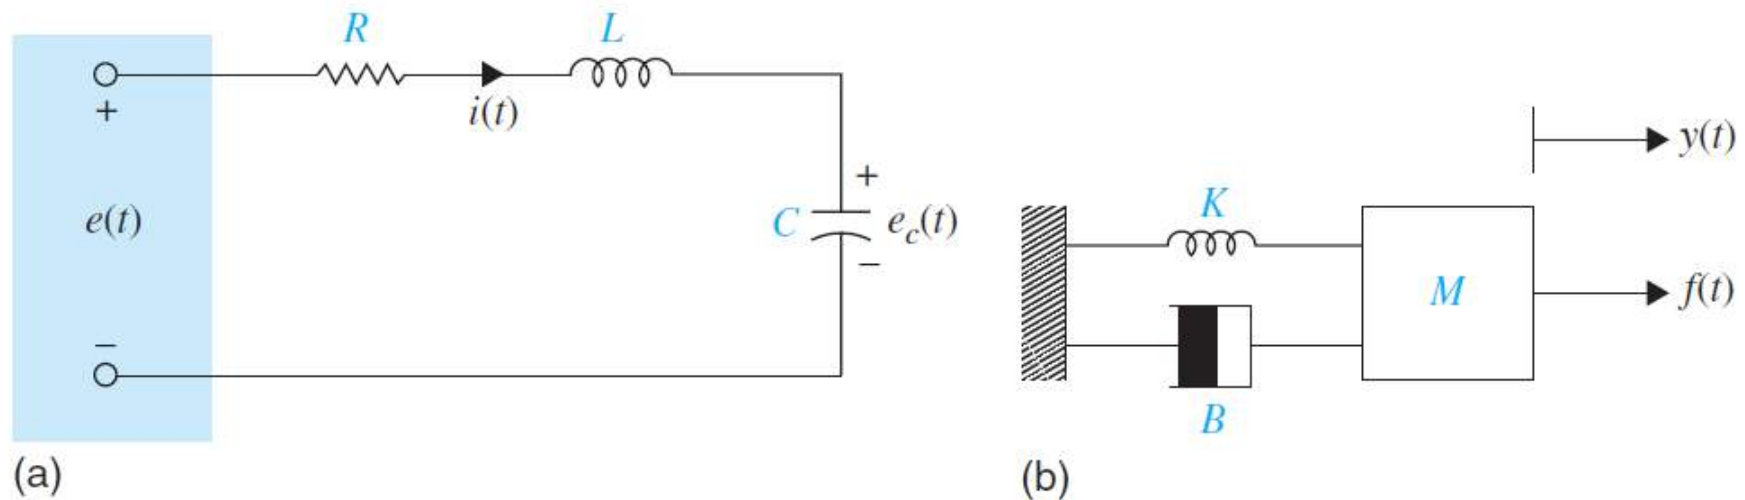 R
L
+
i(t)
e(t)
+
C
e_c(t)
−
−
(a)
y(t)
K
M
f(t)
B
(b)